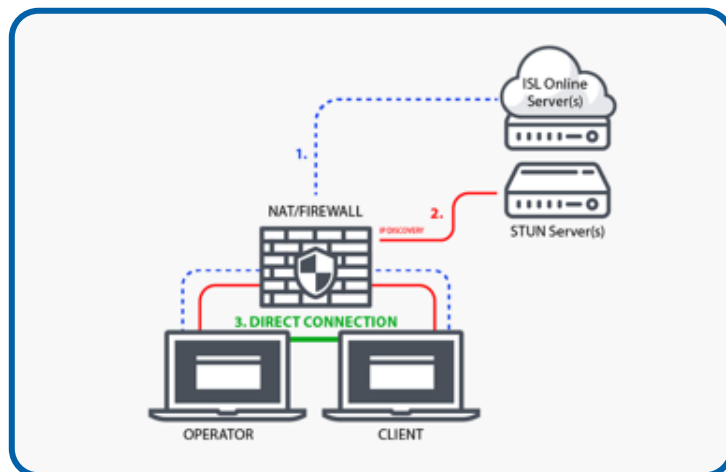 ISL Online
Server(s)
1.
NAT/FIREWALL
2.
IP DISCOVERY
STUN Server(s)
3. DIRECT CONNECTION
OPERATOR
CLIENT